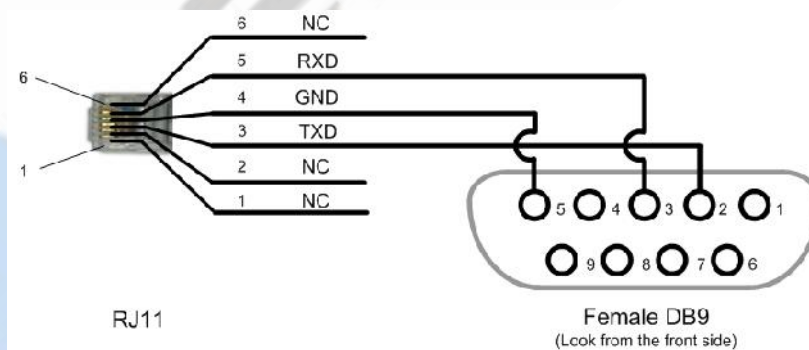 6 NC
5 RXD
6
4 GND
3 TXD
1
2 NC
1 NC
5 4 3 2 1
9 8 7 6
RJ11
Female DB9
(Look from the front side)